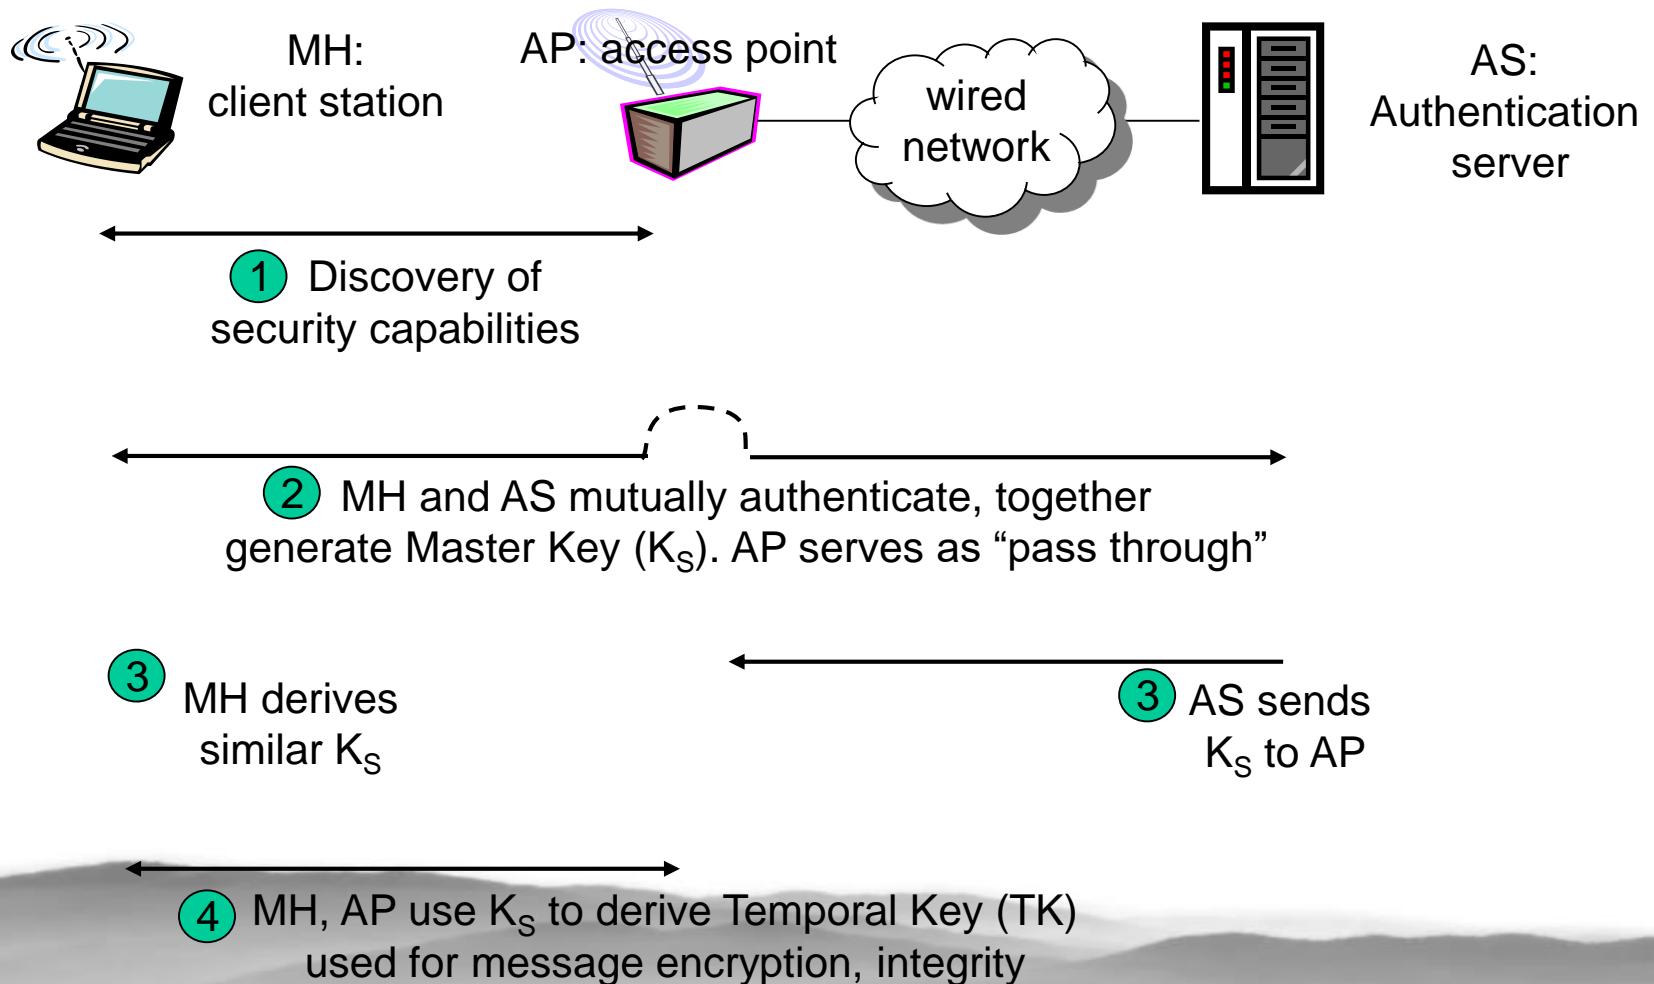 MH:
client station
AP: access point
wired
network
AS:
Authentication
server
1 Discovery of
security capabilities
2 MH and AS mutually authenticate, together
generate Master Key (KS). AP serves as “pass through”
3 MH derives
similar KS
3 AS sends
KS to AP
4 MH, AP use KS to derive Temporal Key (TK)
used for message encryption, integrity